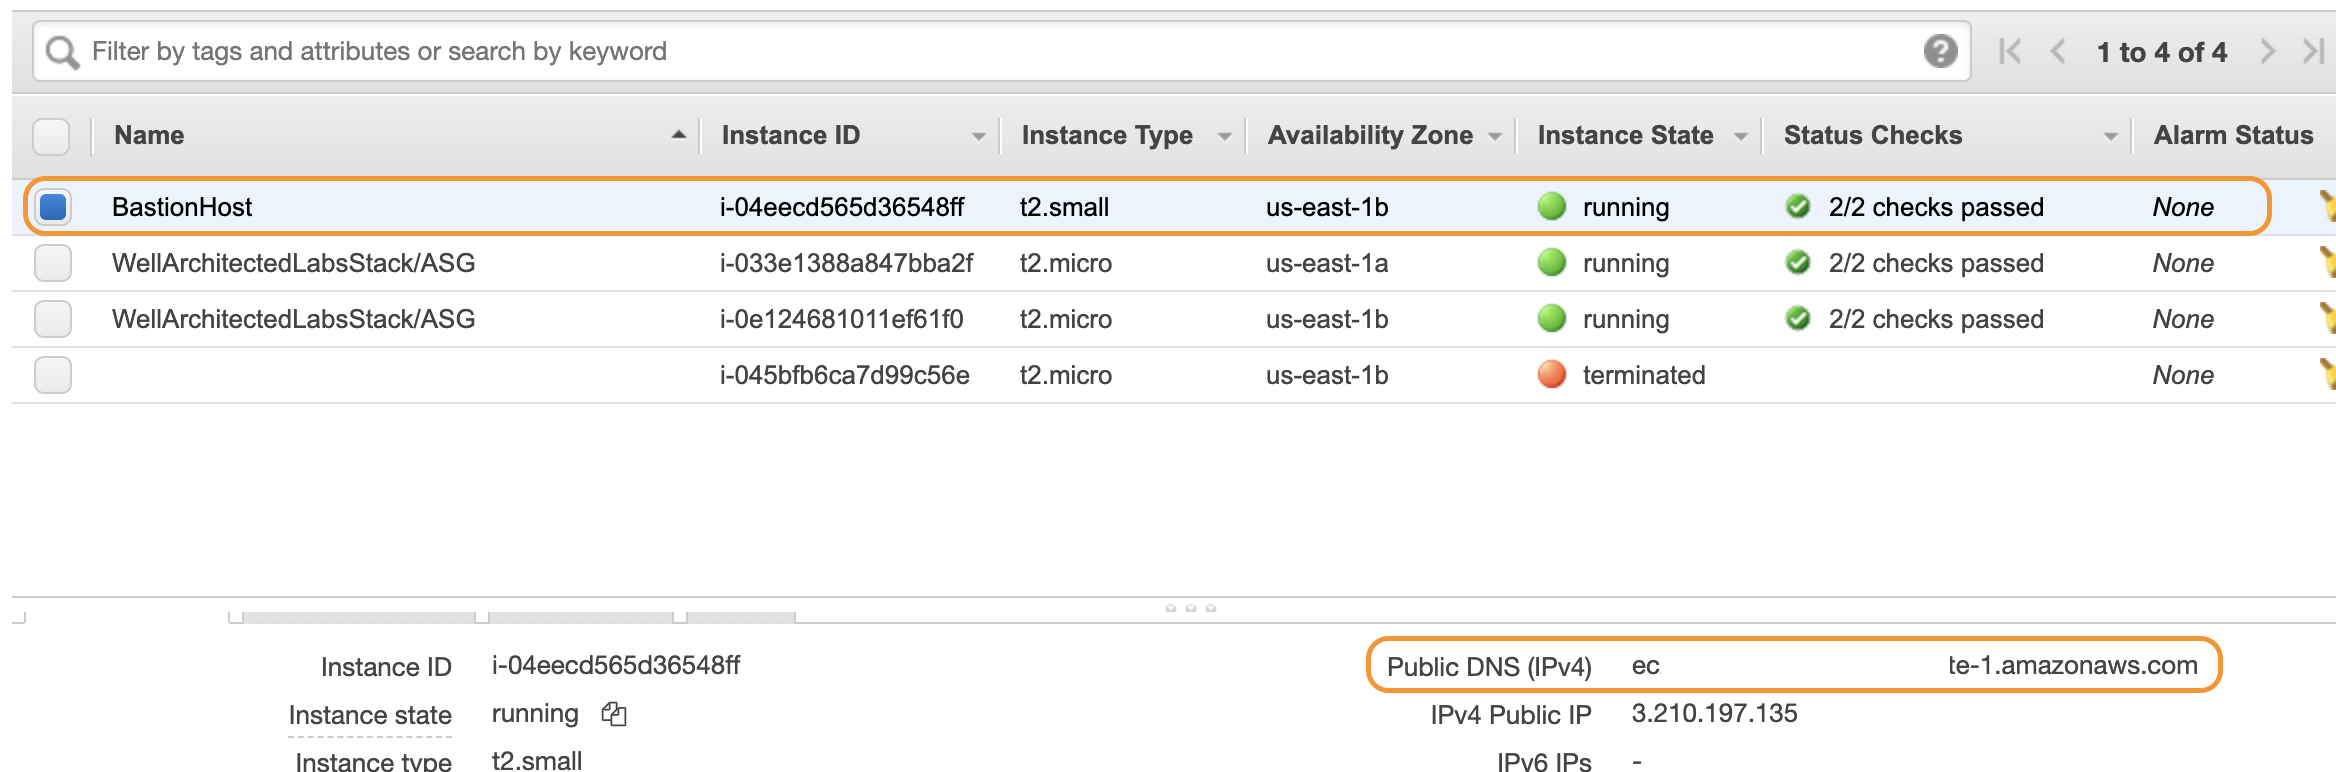 Filter by tags and attributes or search by keyword ? 1 to 4 of 4
Name Instance ID Instance Type Availability Zone Instance State Status Checks Alarm Status
BastionHost i-04eecd565d36548ff t2.small us-east-1b running 2/2 checks passed None
WellArchitectedLabsStack/ASG i-033e1388a847bba2f t2.micro us-east-1a running 2/2 checks passed None
WellArchitectedLabsStack/ASG i-0e124681011ef61f0 t2.micro us-east-1b running 2/2 checks passed None
i-045bfb6ca7d99c56e t2.micro us-east-1b terminated None
Instance ID i-04eecd565d36548ff Public DNS (IPv4) ec te-1.amazonaws.com
Instance state running IPv4 Public IP 3.210.197.135
Instance type t2.small IPv6 IPs -